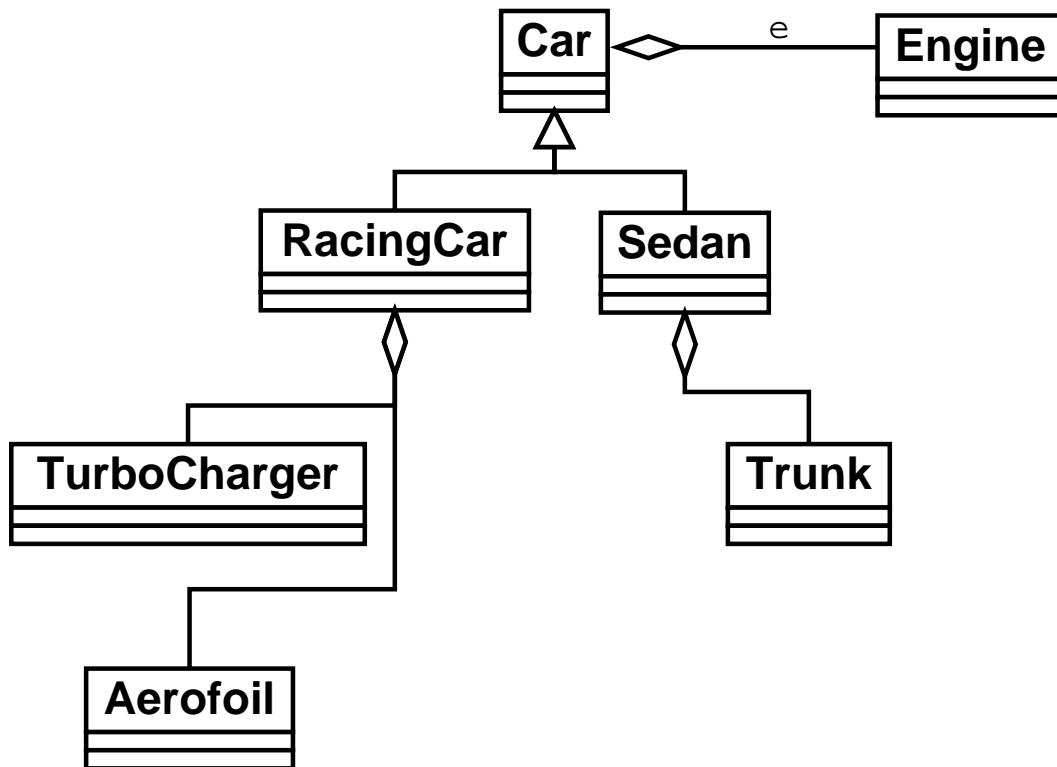 Car
e
Engine
RacingCar
Sedan
TurboCharger
Trunk
Aerofoil